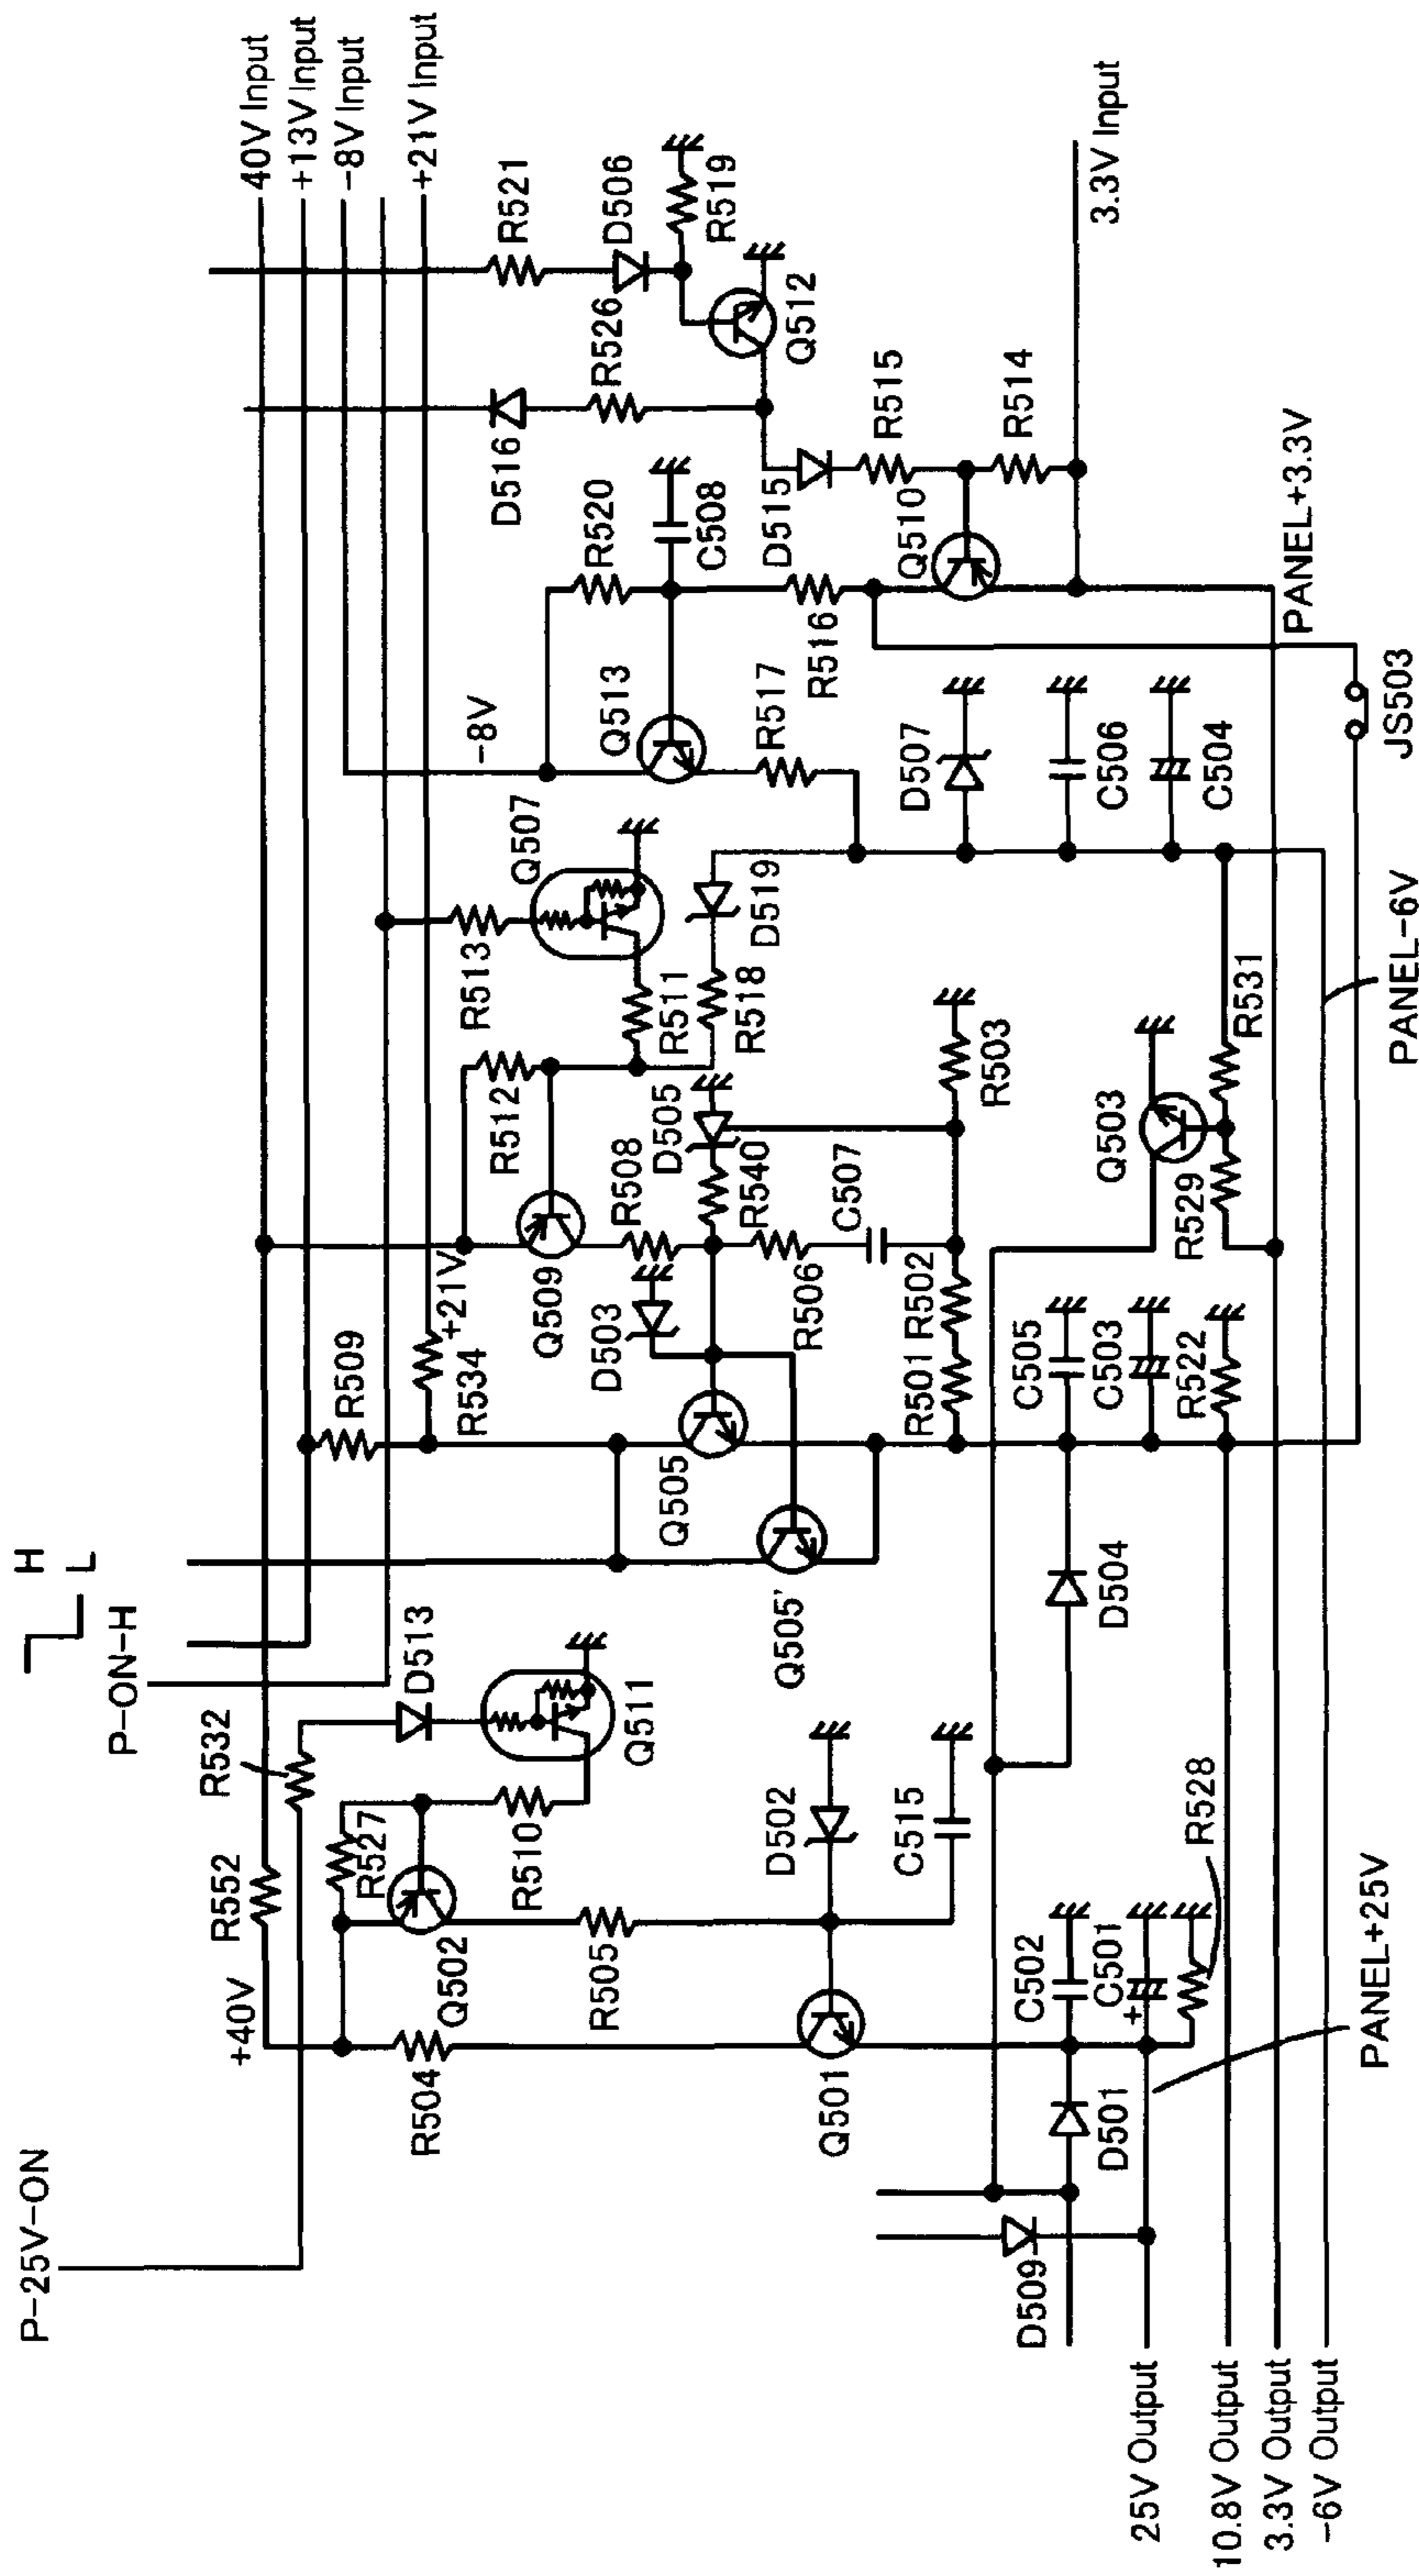 40V Input
+13V Input
-8V Input
+21V Input
R521
D506
R519
Q512
R526
D516
R520
C508
D515
R515
Q510
R514
3.3V Input
PANEL+3.3V
-8V
Q513
R516
R517
D507
C506
C504
JS503
Q507
R513
R511
D519
R518
R512
D505
R503
R531
PANEL-6V
Q509
R508
R540
C507
Q503
R529
+21V
R509
R534
D503
R506
R501
R502
C505
C503
R522
Q505
Q505'
D504
H
L
P-ON-H
R532
D513
Q511
R552
R527
R510
D502
C515
R528
+40V
Q502
R505
C502
C501
+
PANEL+25V
R504
Q501
D501
P-25V-ON
D509
25V Output
10.8V Output
3.3V Output
-6V Output